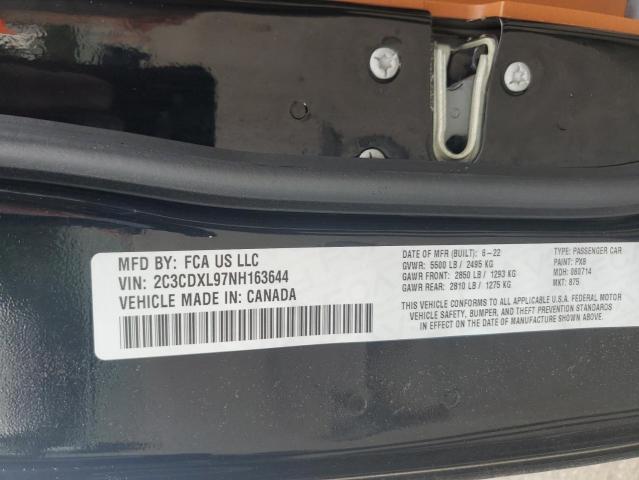 MFD BY: FCA US LLC
VIN: 2C3CDXL97NH163644
VEHICLE MADE IN: CANADA
DATE OF MFR (BUILT): 6-22
GVWR: 5500 LB / 2495 KG
GAWR FRONT: 2850 LB / 1293 KG
GAWR REAR: 2810 LB / 1275 KG
TYPE: PASSENGER CAR
PAINT: PX8
MDH: 060714
MKT: 875
THIS VEHICLE CONFORMS TO ALL APPLICABLE U.S.A. FEDERAL MOTOR
VEHICLE SAFETY, BUMPER, AND THEFT PREVENTION STANDARDS
IN EFFECT ON THE DATE OF MANUFACTURE SHOWN ABOVE.